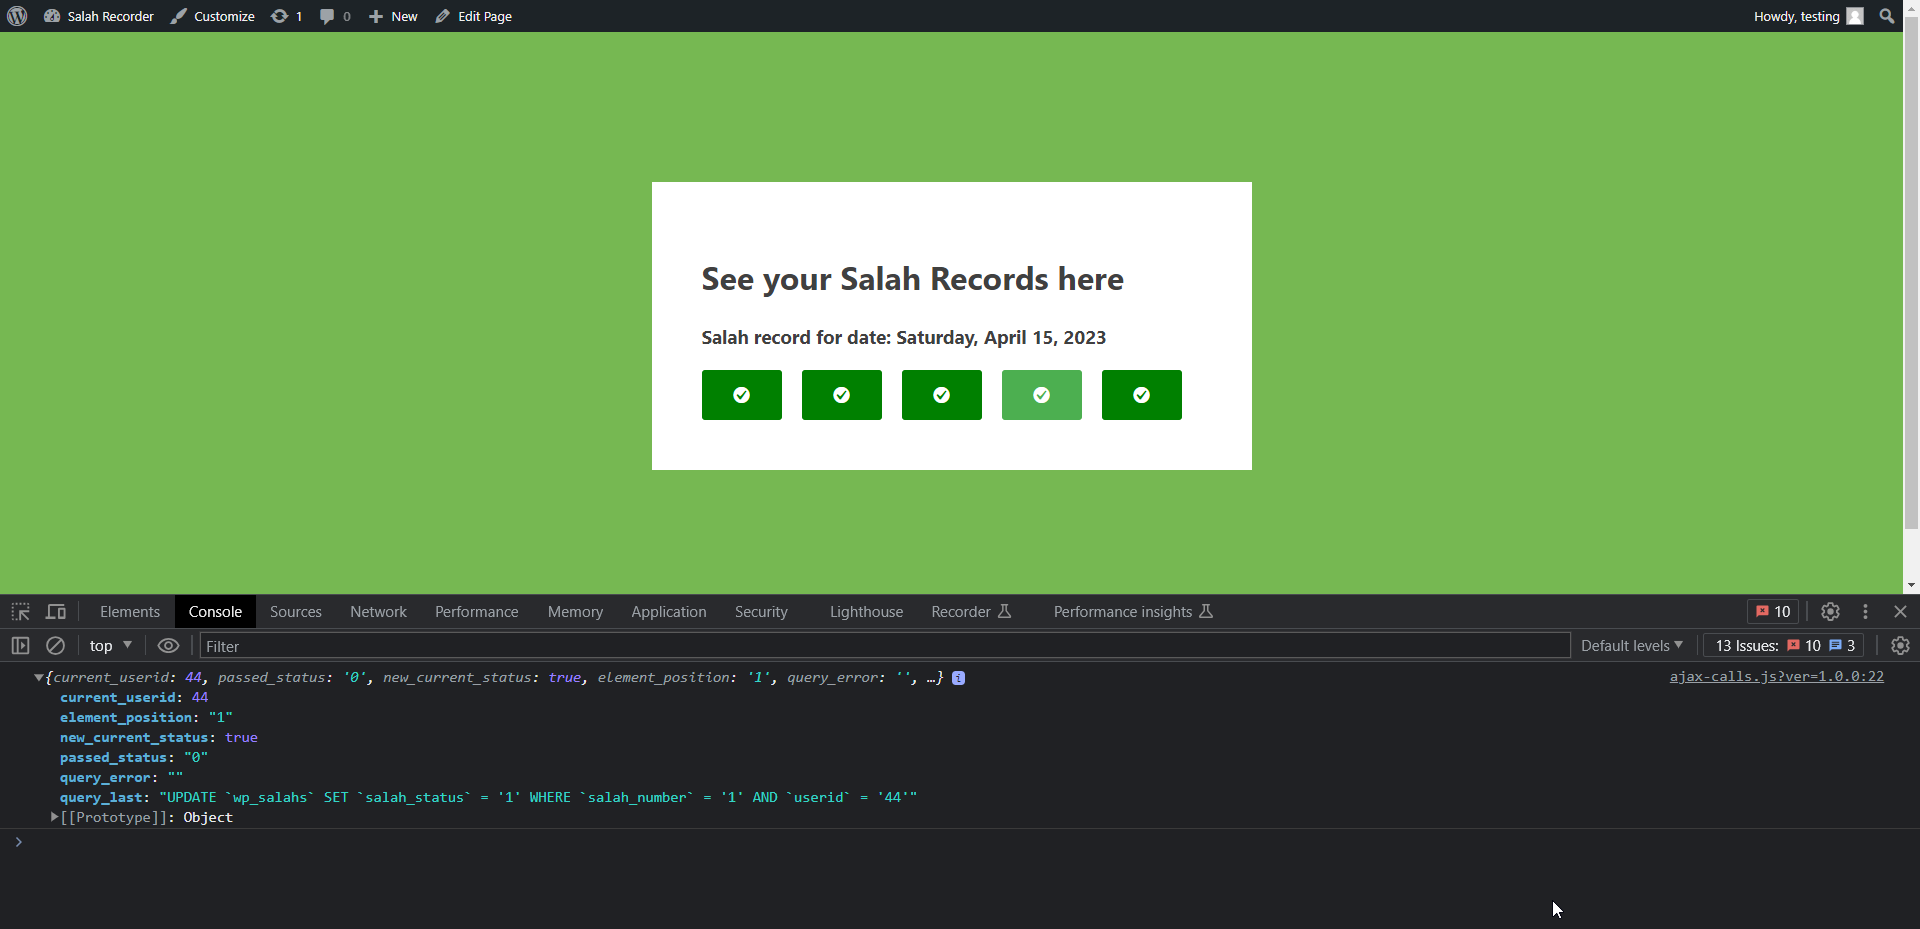 Salah Recorder Customize 1 0 New Edit Page Howdy, testing
See your Salah Records here
Salah record for date: Saturday, April 15, 2023
Elements Console Sources Network Performance Memory Application Security Lighthouse Recorder Performance insights 10
top Filter Default levels 13 Issues: 10 3
{current_userid: 44, passed_status: '0', new_current_status: true, element_position: '1', query_error: '', …} i ajax-calls.js?ver=1.0.0:22
current_userid: 44
element_position: "1"
new_current_status: true
passed_status: "0"
query_error: ""
query_last: "UPDATE `wp_salahs` SET `salah_status` = '1' WHERE `salah_number` = '1' AND `userid` = '44'"
[[Prototype]]: Object